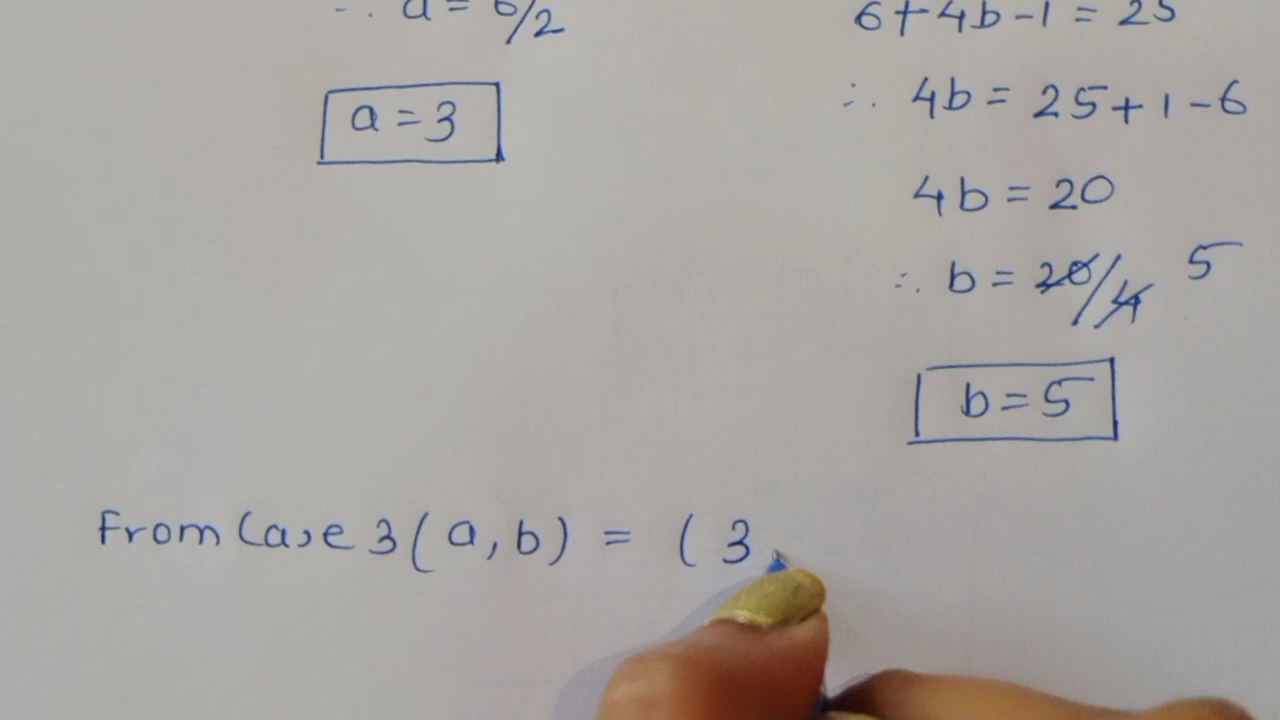 ∴ a = 6/2
a = 3
6 + 4b - 1 = 25
∴ 4b = 25 + 1 - 6
4b = 20
∴ b = 20/4 5
b = 5
From Case 3 (a, b) = ( 3